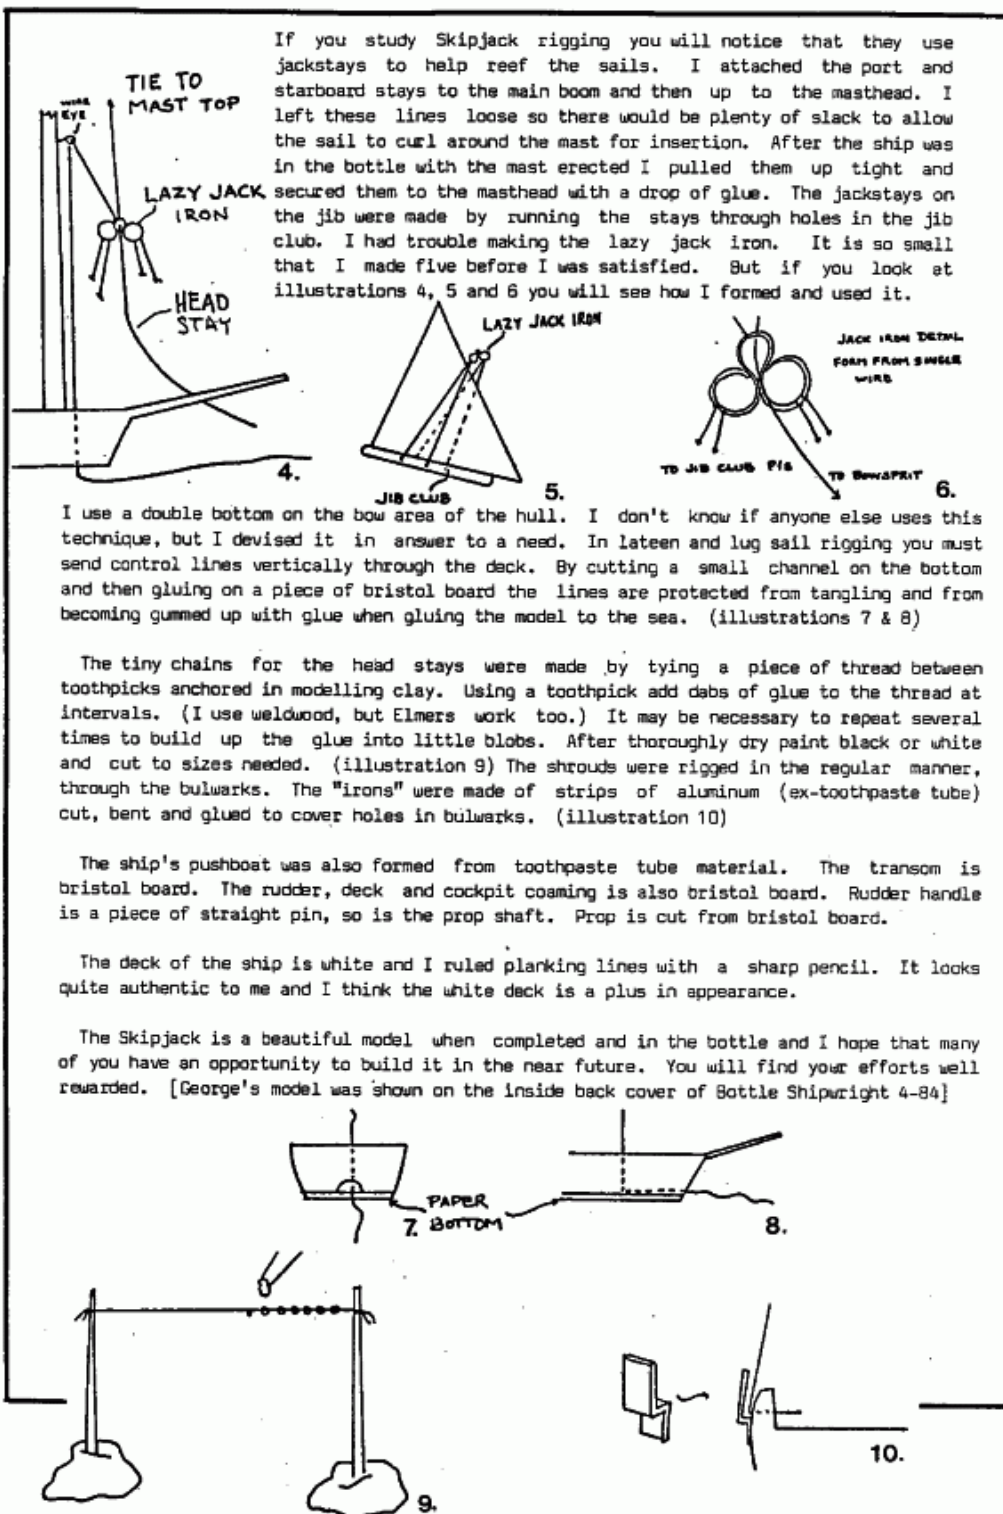 If you study Skipjack rigging you will notice that they use
jackstays to help reef the sails. I attached the port and
starboard stays to the main boom and then up to the masthead. I
left these lines loose so there would be plenty of slack to allow
the sail to curl around the mast for insertion. After the ship was
in the bottle with the mast erected I pulled them up tight and
secured them to the masthead with a drop of glue. The jackstays on
the jib were made by running the stays through holes in the jib
club. I had trouble making the lazy jack iron. It is so small
that I made five before I was satisfied. But if you look at
illustrations 4, 5 and 6 you will see how I formed and used it.
TIE TO
MAST TOP
WIRE
EYE
LAZY JACK
IRON
HEAD
STAY
4.
LAZY JACK IRON
JIB CLUB
5.
JACK IRON DETAIL
FORM FROM SINGLE
WIRE
TO JIB CLUB P/S
TO BOWSPRIT
6.
I use a double bottom on the bow area of the hull. I don't know if anyone else uses this
technique, but I devised it in answer to a need. In lateen and lug sail rigging you must
send control lines vertically through the deck. By cutting a small channel on the bottom
and then gluing on a piece of bristol board the lines are protected from tangling and from
becoming gummed up with glue when gluing the model to the sea. (illustrations 7 & 8)
The tiny chains for the head stays were made by tying a piece of thread between
toothpicks anchored in modelling clay. Using a toothpick add dabs of glue to the thread at
intervals. (I use weldwood, but Elmers work too.) It may be necessary to repeat several
times to build up the glue into little blobs. After thoroughly dry paint black or white
and cut to sizes needed. (illustration 9) The shrouds were rigged in the regular manner,
through the bulwarks. The "irons" were made of strips of aluminum (ex-toothpaste tube)
cut, bent and glued to cover holes in bulwarks. (illustration 10)
The ship's pushboat was also formed from toothpaste tube material. The transom is
bristol board. The rudder, deck and cockpit coaming is also bristol board. Rudder handle
is a piece of straight pin, so is the prop shaft. Prop is cut from bristol board.
The deck of the ship is white and I ruled planking lines with a sharp pencil. It looks
quite authentic to me and I think the white deck is a plus in appearance.
The Skipjack is a beautiful model when completed and in the bottle and I hope that many
of you have an opportunity to build it in the near future. You will find your efforts well
rewarded. [George's model was shown on the inside back cover of Bottle Shipwright 4-84]
PAPER
BOTTOM
7.
8.
9.
10.